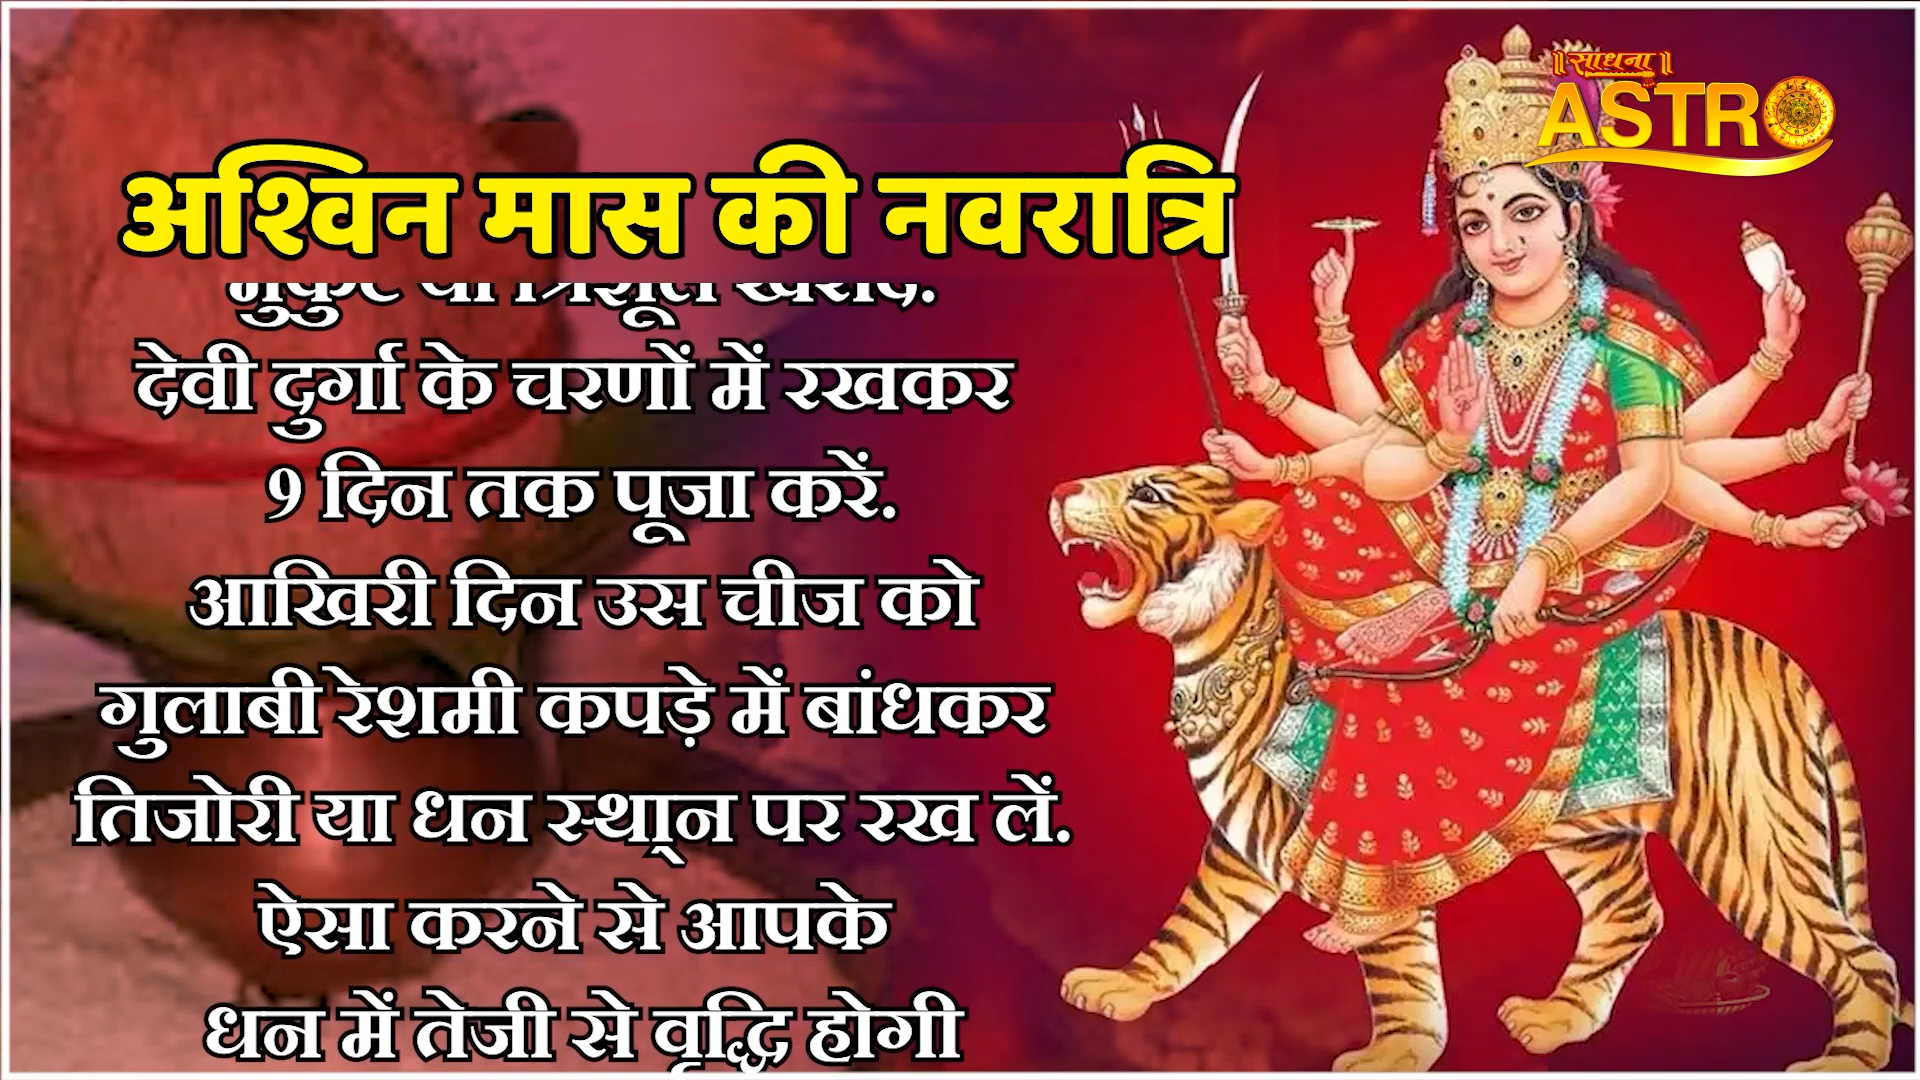 ॥साधना॥
ASTRO
अश्विन मास की नवरात्रि
मुकुट या त्रिशूल खरीदें.
देवी दुर्गा के चरणों में रखकर
9 दिन तक पूजा करें.
आखिरी दिन उस चीज को
गुलाबी रेशमी कपड़े में बांधकर
तिजोरी या धन स्था्न पर रख लें.
ऐसा करने से आपके
धन में तेजी से वृद्धि होगी